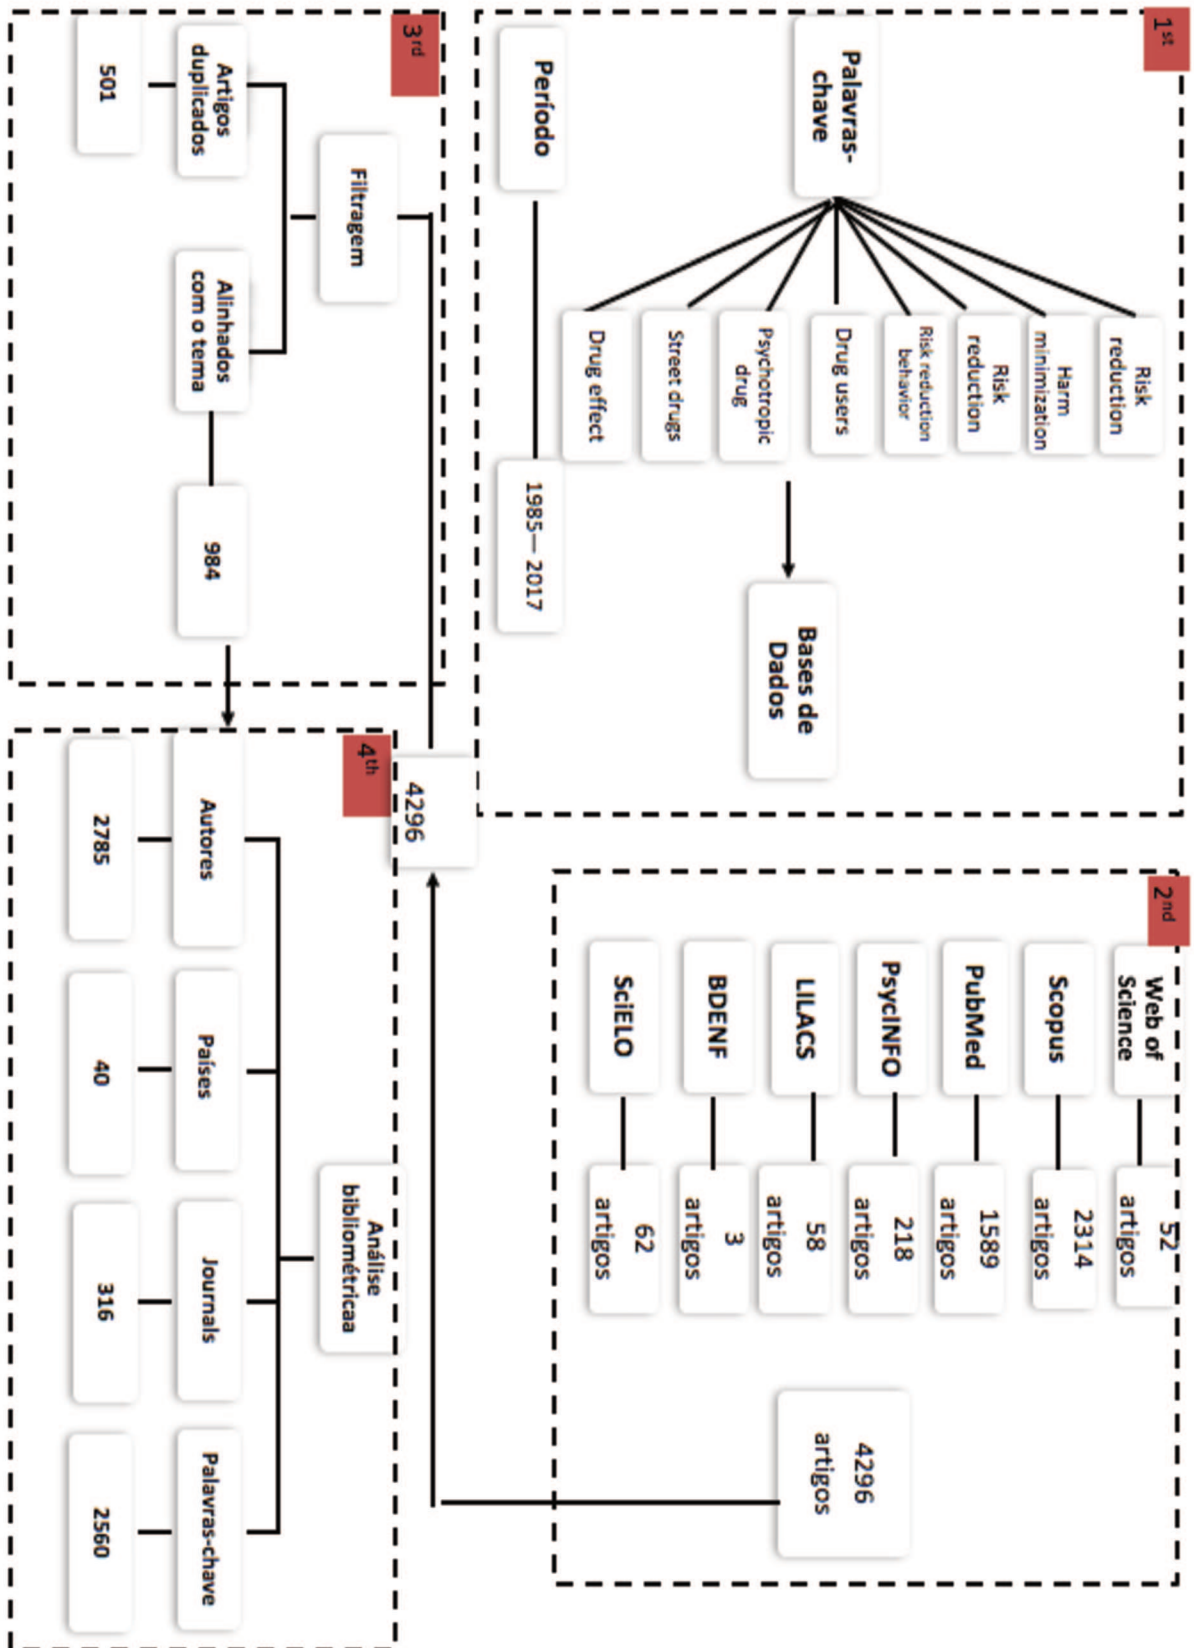 1st
Palavras-
chave
Risk
reduction
Harm
minimization
Risk
reduction
Risk reduction
behavior
Drug users
Psychotropic
drug
Street drugs
Drug effect
Bases de
Dados
Período
1985— 2017
2nd
Web of
Science
52
artigos
Scopus
2314
artigos
PubMed
1589
artigos
PsycINFO
218
artigos
LILACS
58
artigos
BDENF
3
artigos
SciELO
62
artigos
4296
artigos
4296
3rd
Filtragem
Artigos
duplicados
501
Alinhados
com o tema
984
4th
Análise
bibliométricaa
Autores
2785
Países
40
Journals
316
Palavras-chave
2560